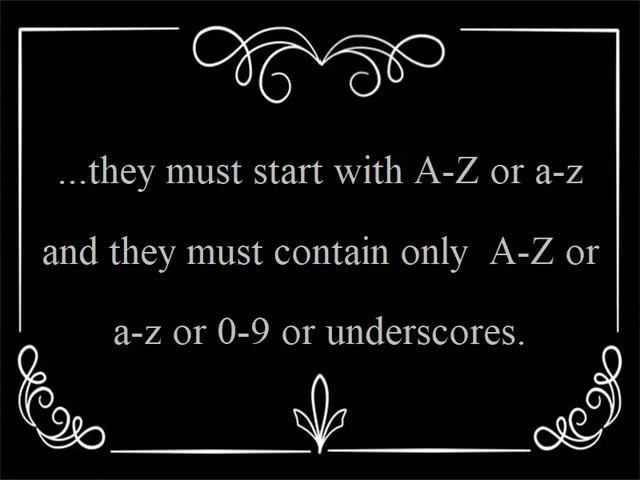 ...they must start with A-Z or a-z
and they must contain only  A-Z or
a-z or 0-9 or underscores.